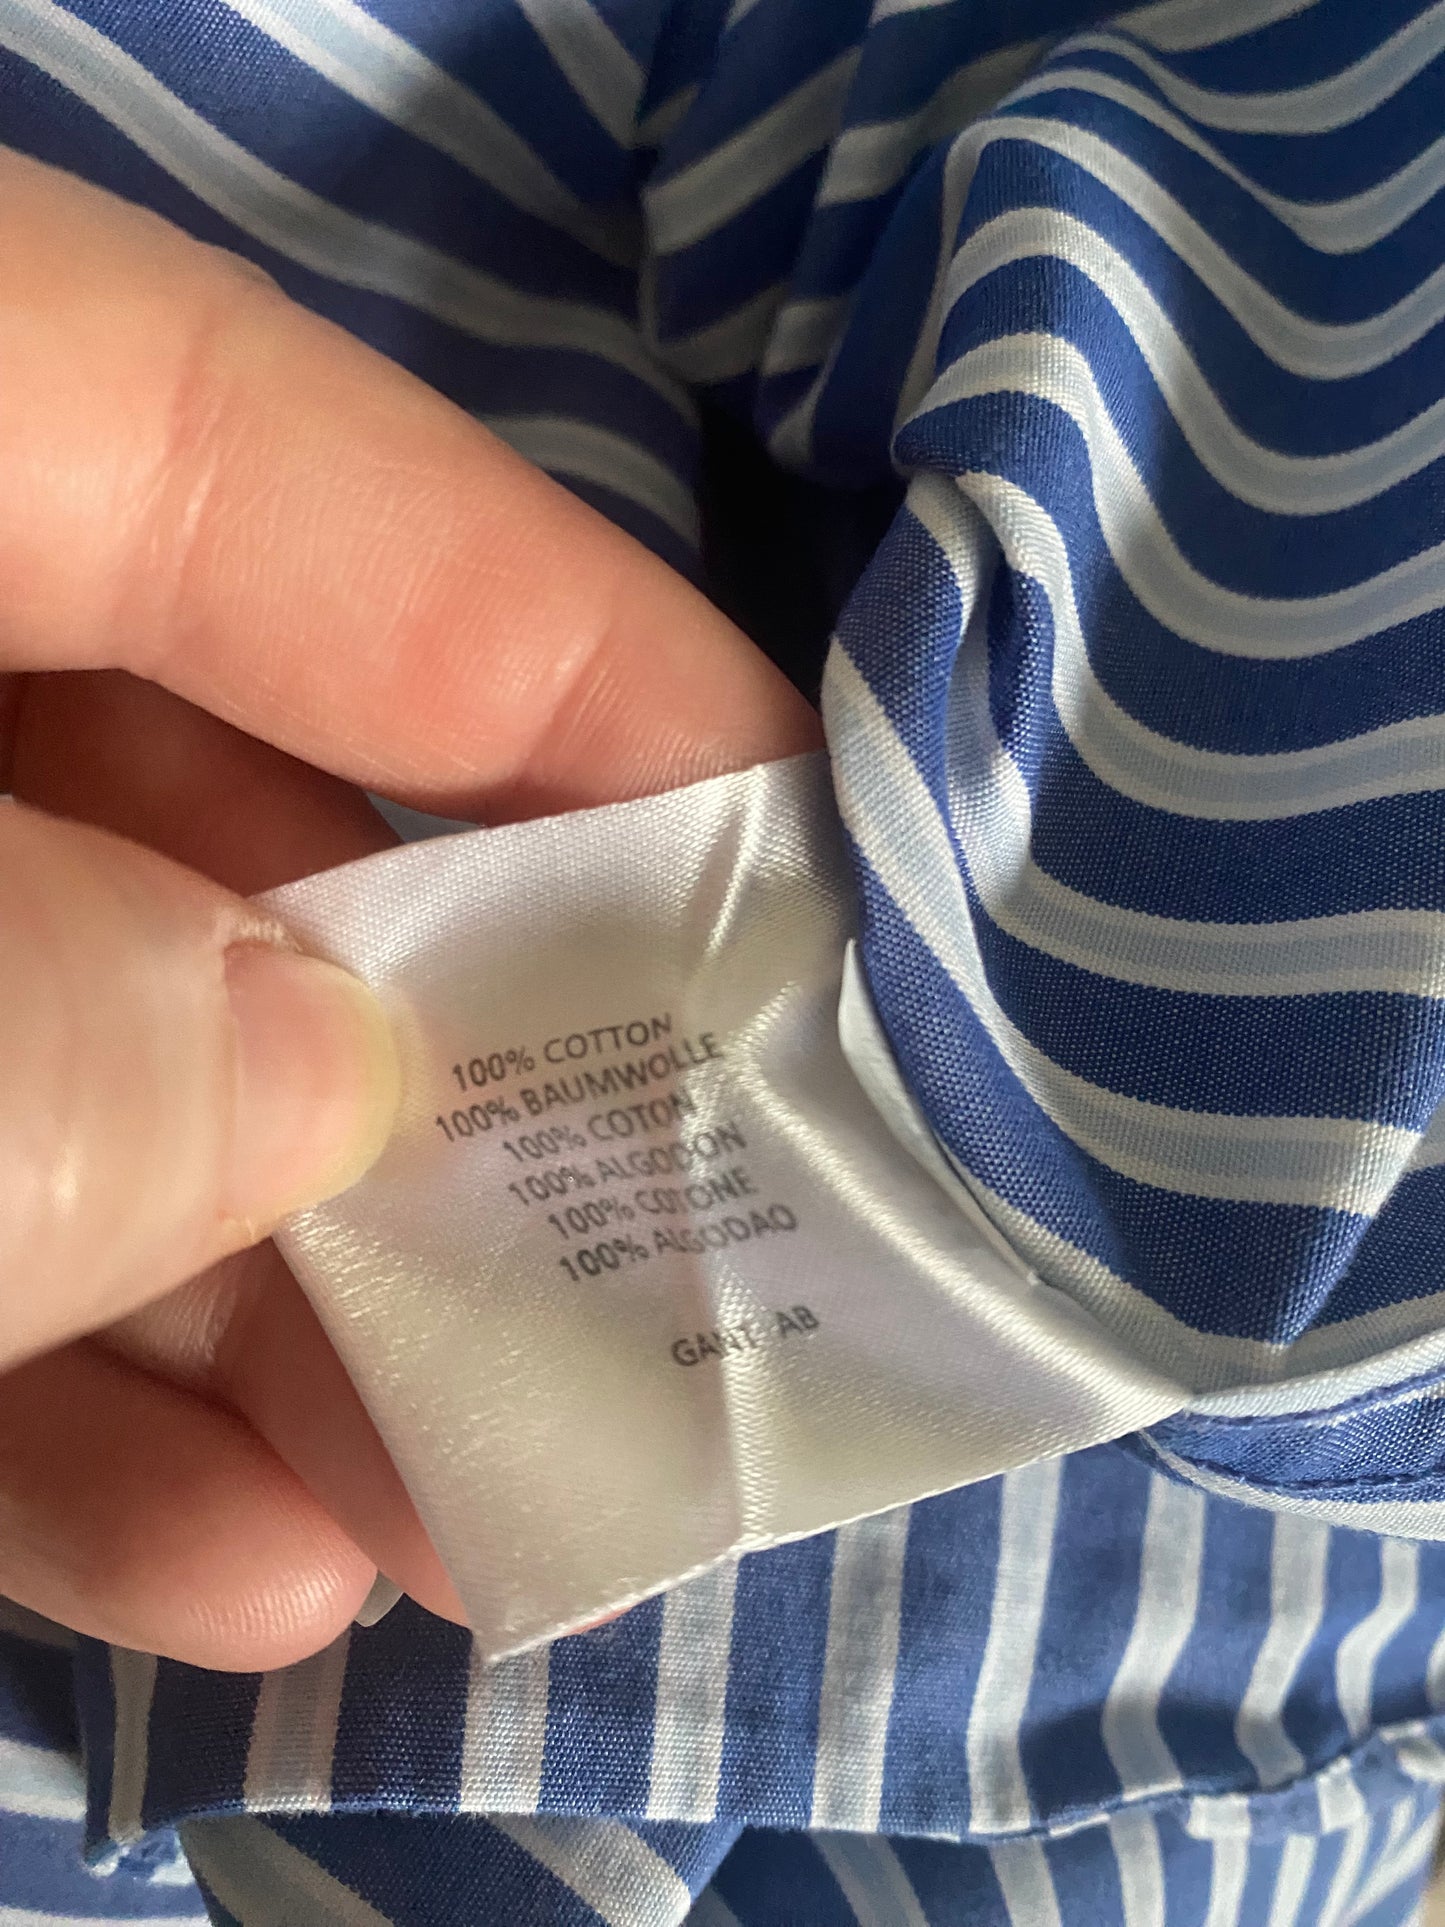 100% COTTON
100% BAUMWOLLE
100% COTON
100% ALGODON
100% COTONE
100% ALGODAO
GANT AB